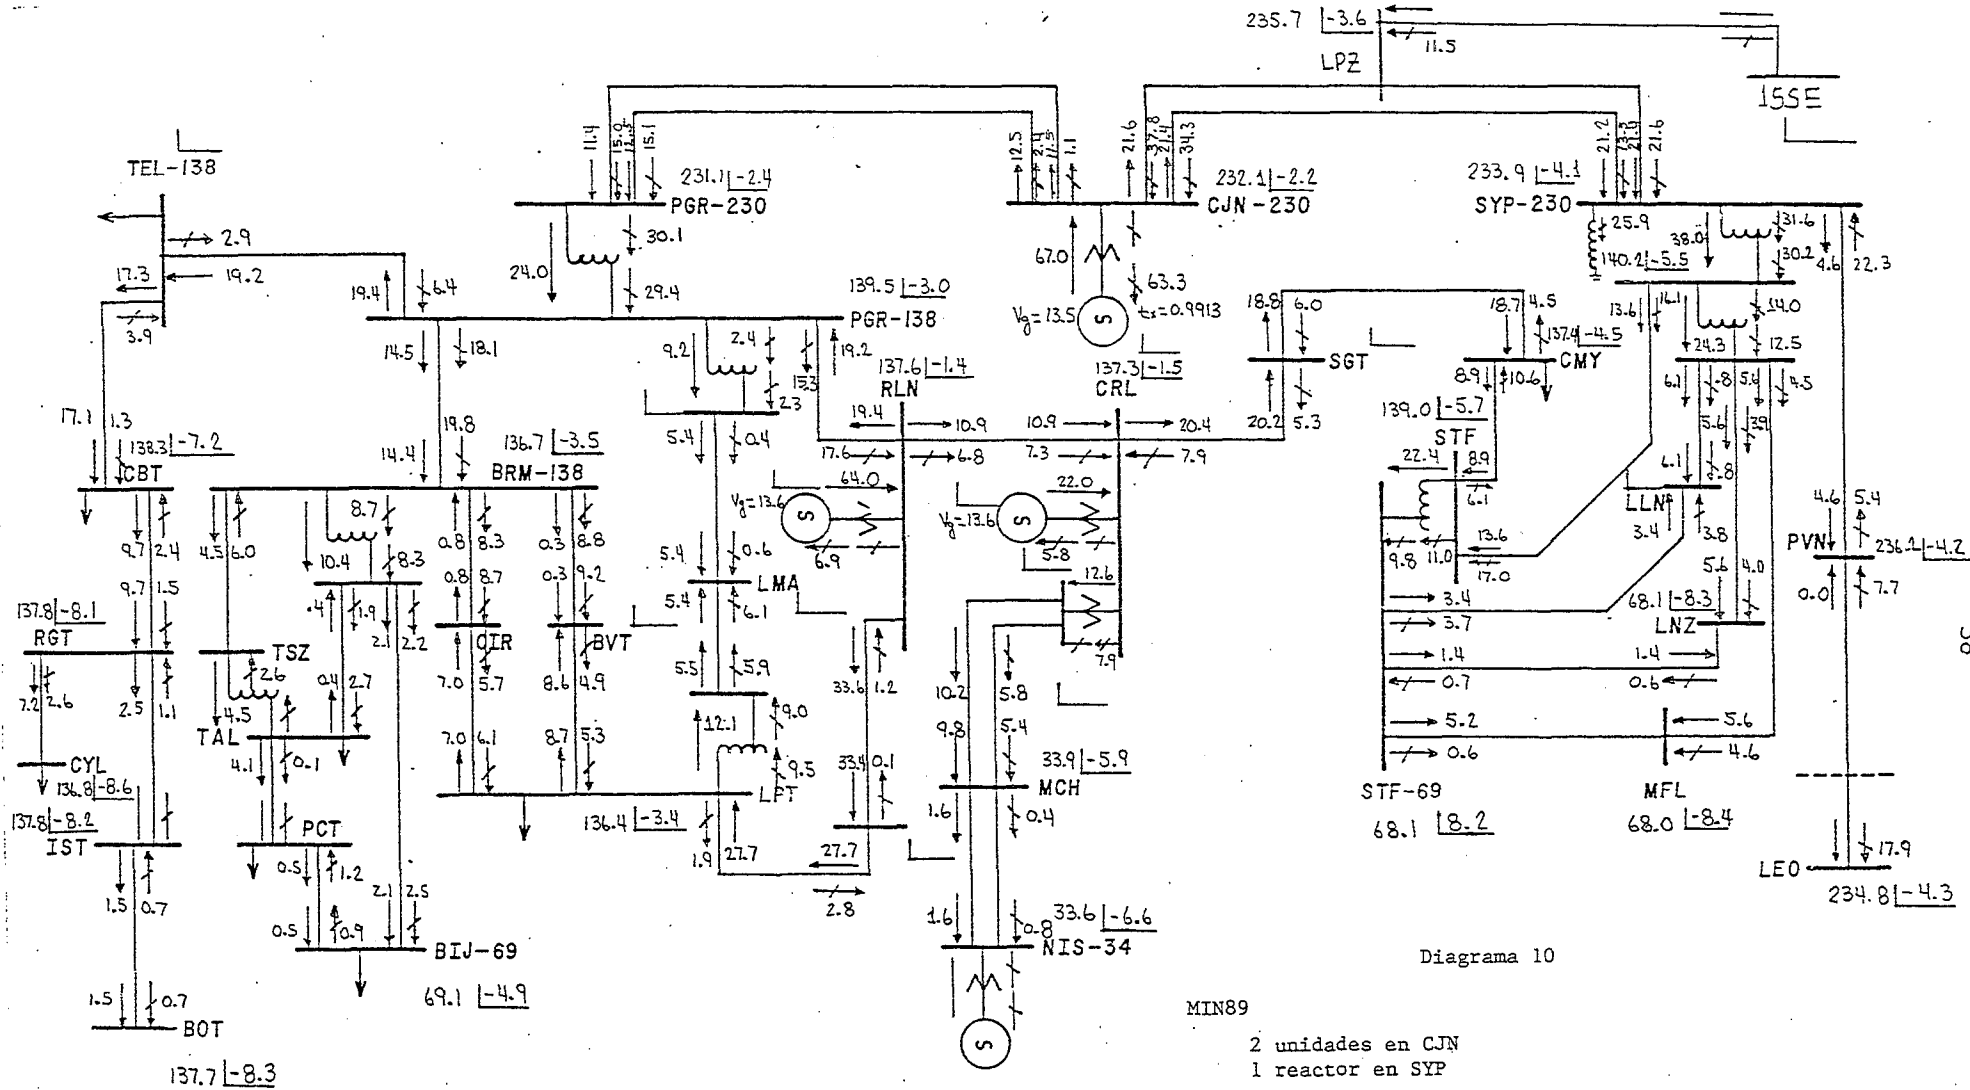 235.7 |-3.6
11.5
LPZ
15SE
TEL-138
11.4 15.0 12.5 15.1
12.5 2.4 11.5 1.1
21.6 37.8 21.4 34.3
21.2 73.3 21.0 21.6
231.1 |-2.4
PGR-230
232.1 |-2.2
CJN-230
233.9 |-4.1
SYP-230
2.9
17.3 19.2
3.9
30.1
24.0
19.4 6.4
29.4
67.0
63.3
Vg=13.5 S tx=0.9913
25.9
38.0
31.6
30.2
4.6 22.3
140.2 |-5.5
139.5 |-3.0
PGR-138
14.5 18.1
9.2 2.4
15.3 19.2
2.3
18.8 6.0
18.7 4.5
13.6 16.1
14.0
12.5
24.3
137.6 |-1.4
RLN
137.3 |-1.5
CRL
SGT
137.4 |-4.5
CMY
8.9 10.6
6.1 .8 5.6 4.5
17.1 1.3
138.3 |-7.2
CBT
14.4 19.8
136.7 |-3.5
BRM-138
5.4 0.4
19.4 10.9
17.6 6.8
10.9 20.4
7.3 7.9
20.2 5.3
139.0 |-5.7
STF
22.4 8.9
6.1
5.6 3.9
6.1 .8
LLN
3.4 3.8
9.7 2.4
4.5 6.0
8.7
10.4 8.3
0.8 8.3
0.3 8.8
Vg=13.6 S
64.0
6.9
Vg=13.6 S
22.0
5.8
9.8 11.0
13.6
17.0
4.6 5.4
PVN
236.2 |-4.2
0.0 7.7
9.7 1.5
.4 1.9
2.1 2.2
0.8 8.7
0.3 9.2
5.4 0.6
LMA
5.4 6.1
12.6
7.9
3.4
3.7
5.6 4.0
68.1 |-8.3
LNZ
137.8 |-8.1
RGT
TSZ
2.6
4.5
CIR
BVT
7.0 5.7
8.6 4.9
5.5 5.9
33.6 1.2
10.2 5.8
1.4 1.4
0.7 0.6
7.2 2.6
2.5 1.1
0.4 2.7
TAL
4.1 0.1
7.0 6.1
8.7 5.3
12.1 9.0
9.5
LFT
33.4 0.1
9.8 5.4
5.2 5.6
0.6 4.6
CYL
136.8 |-8.6
137.8 |-8.2
IST
PCT
136.4 |-3.4
1.9 27.7
27.7
2.8
33.9 |-5.9
MCH
1.6 0.4
STF-69
68.1 |8.2
MFL
68.0 |-8.4
17.9
LEO
234.8 |-4.3
0.5 1.2
1.5 0.7
0.5 0.9
2.1 2.5
BIJ-69
69.1 |-4.9
1.6 0.8
33.6 |-6.6
NIS-34
S
1.5 0.7
BOT
137.7 |-8.3
Diagrama 10
MIN89
2 unidades en CJN
1 reactor en SYP